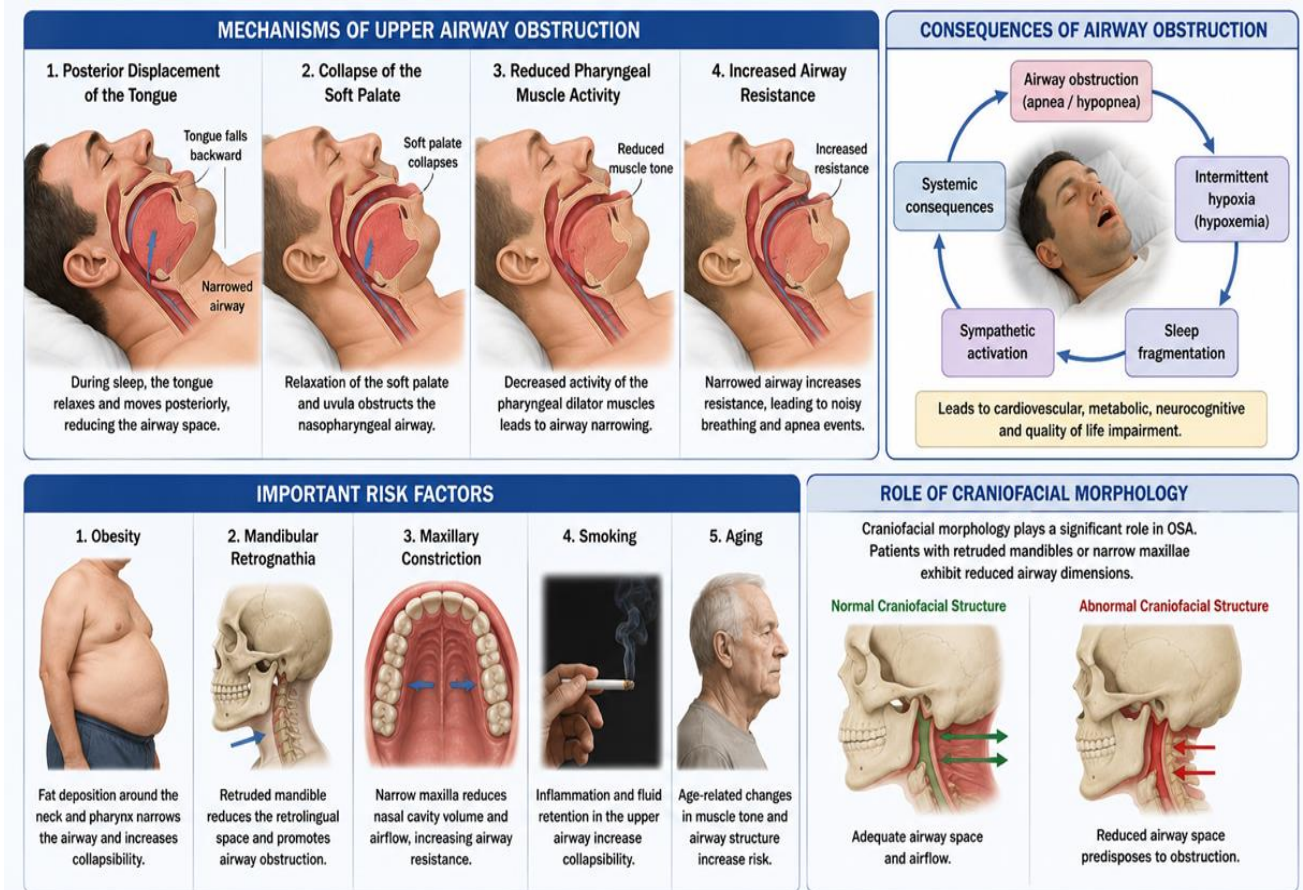 MECHANISMS OF UPPER AIRWAY OBSTRUCTION
1. Posterior Displacement
of the Tongue
Tongue falls
backward
Narrowed
airway
During sleep, the tongue
relaxes and moves posteriorly,
reducing the airway space.
2. Collapse of the
Soft Palate
Soft palate
collapses
Relaxation of the soft palate
and uvula obstructs the
nasopharyngeal airway.
3. Reduced Pharyngeal
Muscle Activity
Reduced
muscle tone
Decreased activity of the
pharyngeal dilator muscles
leads to airway narrowing.
4. Increased Airway
Resistance
Increased
resistance
Narrowed airway increases
resistance, leading to noisy
breathing and apnea events.
CONSEQUENCES OF AIRWAY OBSTRUCTION
Airway obstruction
(apnea / hypopnea)
Intermittent
hypoxia
(hypoxemia)
Sleep
fragmentation
Sympathetic
activation
Systemic
consequences
Leads to cardiovescular, metabolic, neurocognitive
and quality of life impairment.
IMPORTANT RISK FACTORS
1. Obesity
Fat deposition around the
neck and pharynx narrows
the airway and increases
collapsibility.
2. Mandibular
Retrognathia
Retruded mandible
reduces the retrolingual
space and promotes
airway obstruction.
3. Maxillary
Constriction
Narrow maxilla reduces
nasal cavity volume and
airflow, increasing airway
resistance.
4. Smoking
Inflammation and fluid
retention in the upper
airway increase
collapsibility.
5. Aging
Age-related changes
in muscle tone and
airway structure
increase risk.
ROLE OF CRANIOFACIAL MORPHOLOGY
Craniofacial morphology plays a significant role in OSA.
Patients with retruded mandibles or narrow maxillae
exhibit reduced airway dimensions.
Normal Craniofacial Structure
Adequate airway space
and airflow.
Abnormal Craniofacial Structure
Reduced airway space
predisposes to obstruction.